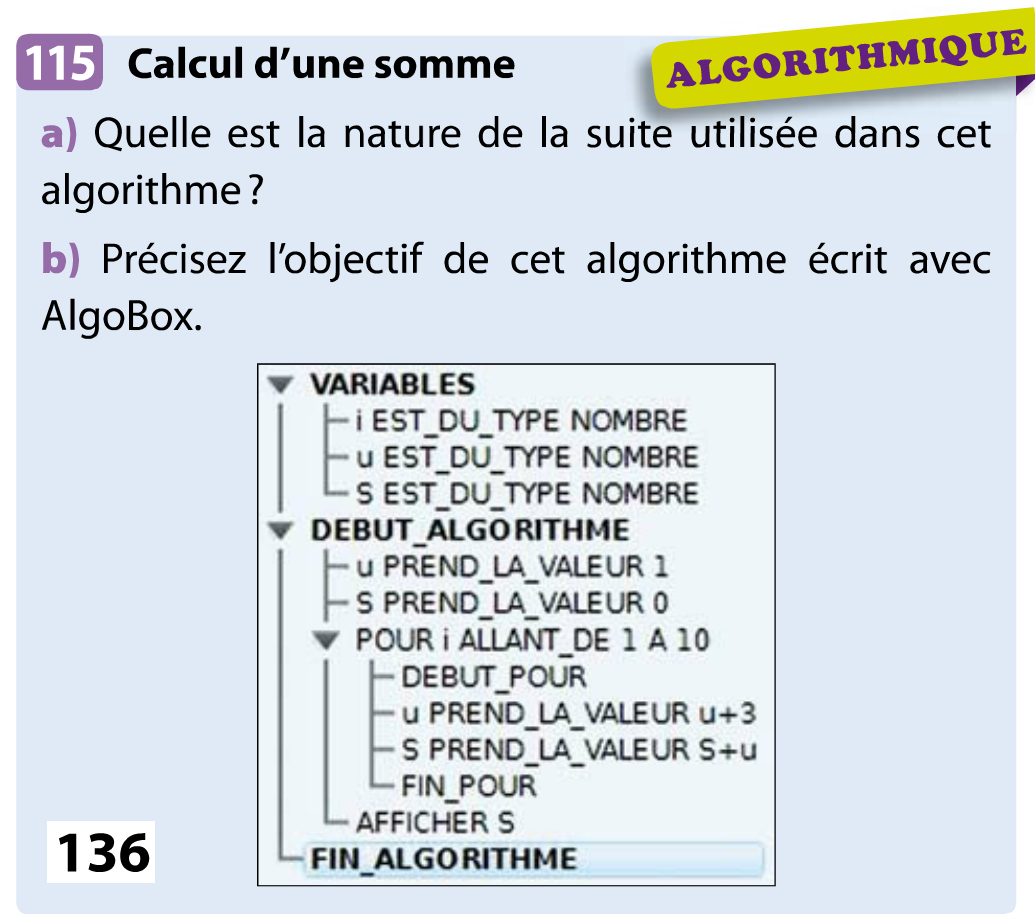 115 Calcul d'une somme
ALGORITHMIQUE
a) Quelle est la nature de la suite utilisée dans cet
algorithme ?
b) Précisez l'objectif de cet algorithme écrit avec
AlgoBox.
VARIABLES
i EST_DU_TYPE NOMBRE
u EST_DU_TYPE NOMBRE
S EST_DU_TYPE NOMBRE
DEBUT_ALGORITHME
u PREND_LA_VALEUR 1
S PREND_LA_VALEUR 0
POUR i ALLANT_DE 1 A 10
DEBUT_POUR
u PREND_LA_VALEUR u+3
S PREND_LA_VALEUR S+u
FIN_POUR
AFFICHER S
FIN_ALGORITHME
136